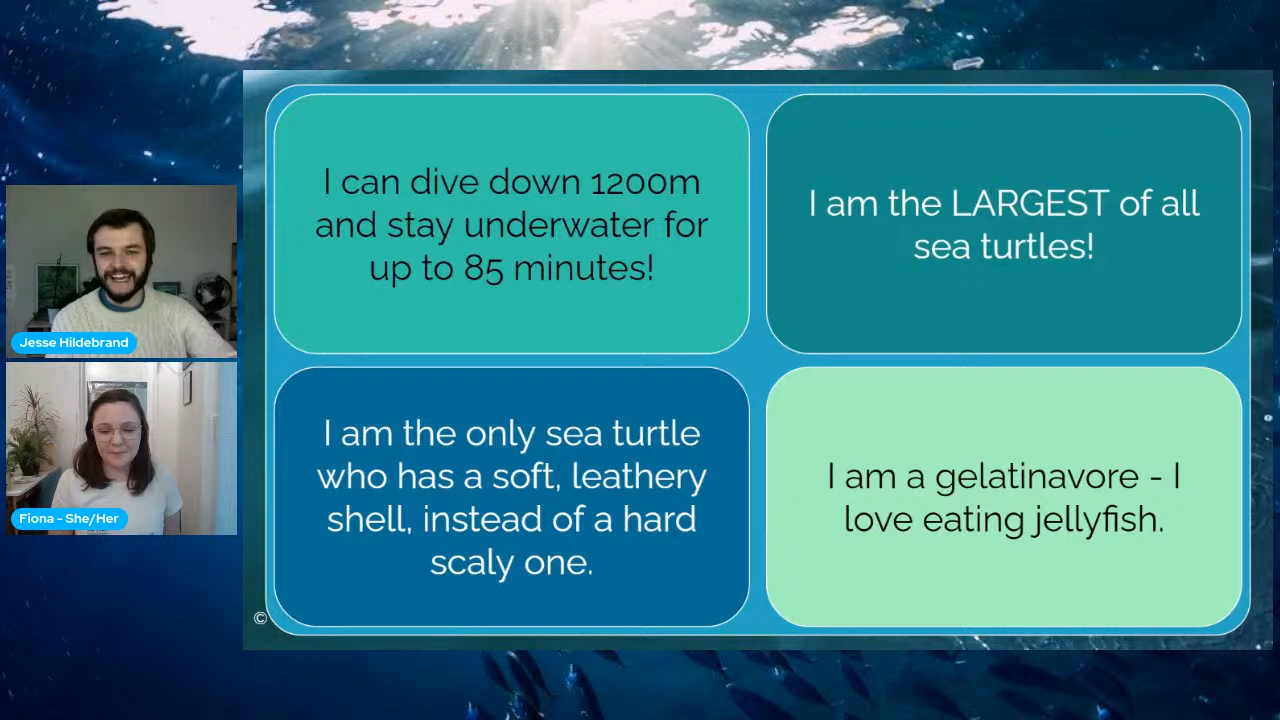 Jesse Hildebrand
Fiona - She/Her
I can dive down 1200m
and stay underwater for
up to 85 minutes!
I am the LARGEST of all
sea turtles!
I am the only sea turtle
who has a soft, leathery
shell, instead of a hard
scaly one.
I am a gelatinavore - I
love eating jellyfish.
©